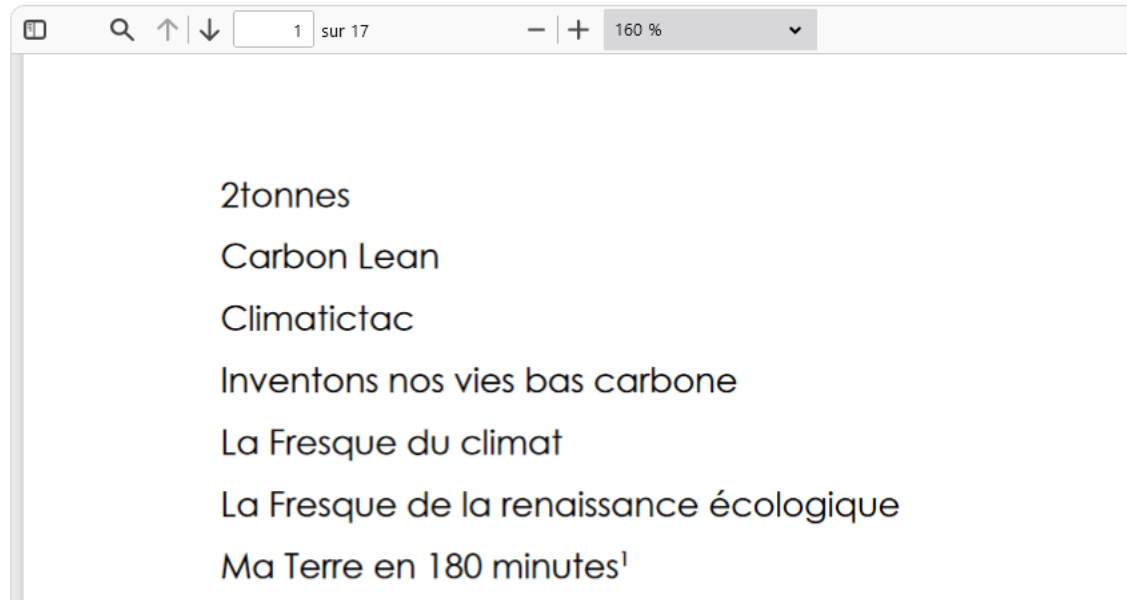 1 sur 17 160 %
2tonnes
Carbon Lean
Climatictac
Inventons nos vies bas carbone
La Fresque du climat
La Fresque de la renaissance écologique
Ma Terre en 180 minutes¹